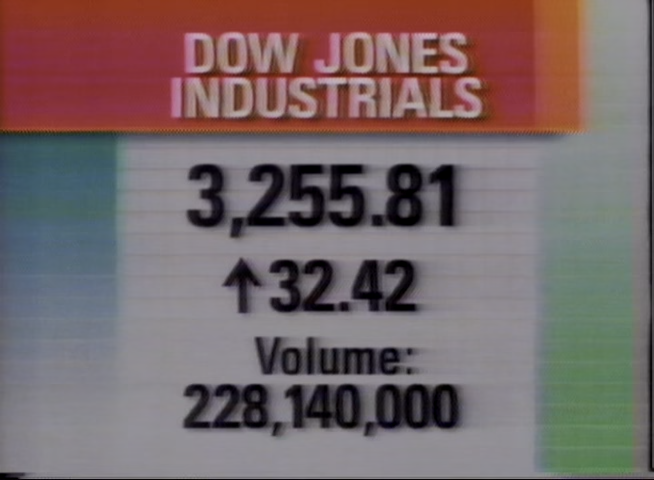 DOW JONES
INDUSTRIALS
3,255.81
↑32.42
Volume:
228,140,000